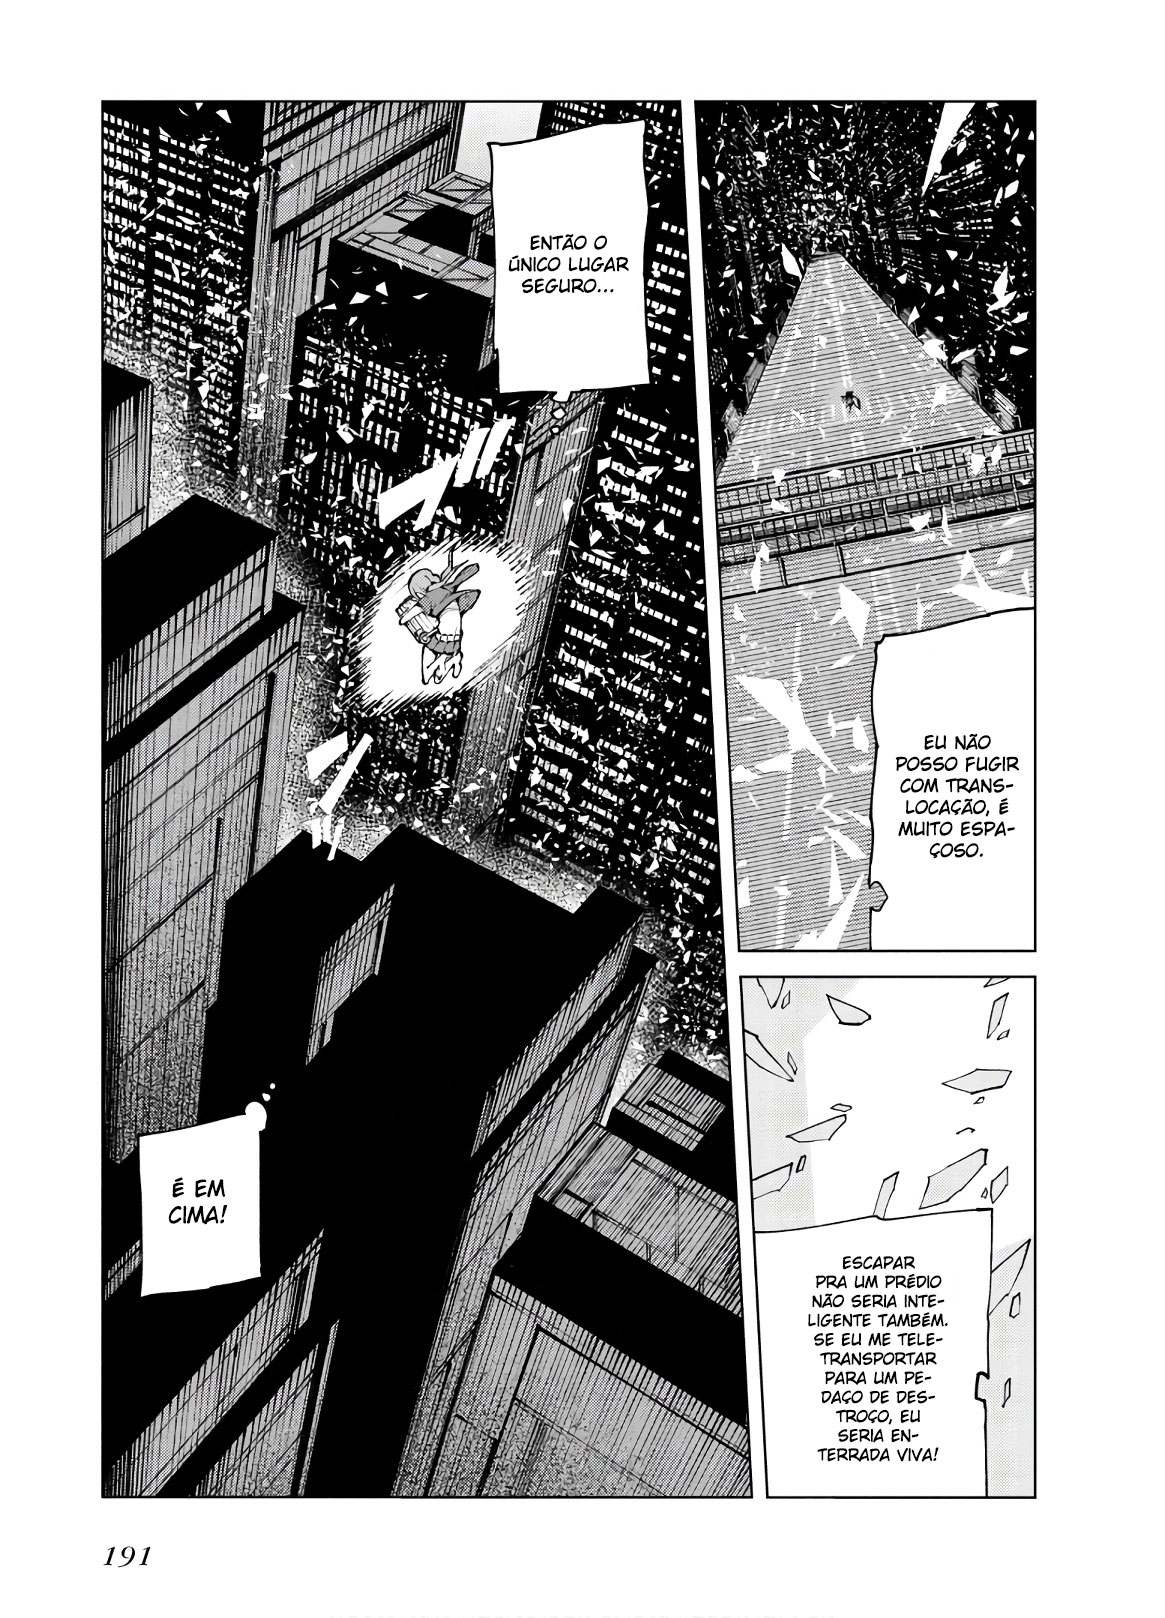 EU NÃO
POSSO FUGIR
COM TRANS-
LOCAÇÃO, É
MUITO ESPA-
ÇOSO.
ESCAPAR
PRA UM PRÉDIO
NÃO SERIA INTE-
LIGENTE TAMBÉM.
SE EU ME TELE-
TRANSPORTAR
PARA UM PE-
DAÇO DE DES-
TROÇO, EU
SERIA EN-
TERRADA VIVA!
ENTÃO O
ÚNICO LUGAR
SEGURO...
É EM
CIMA!
191